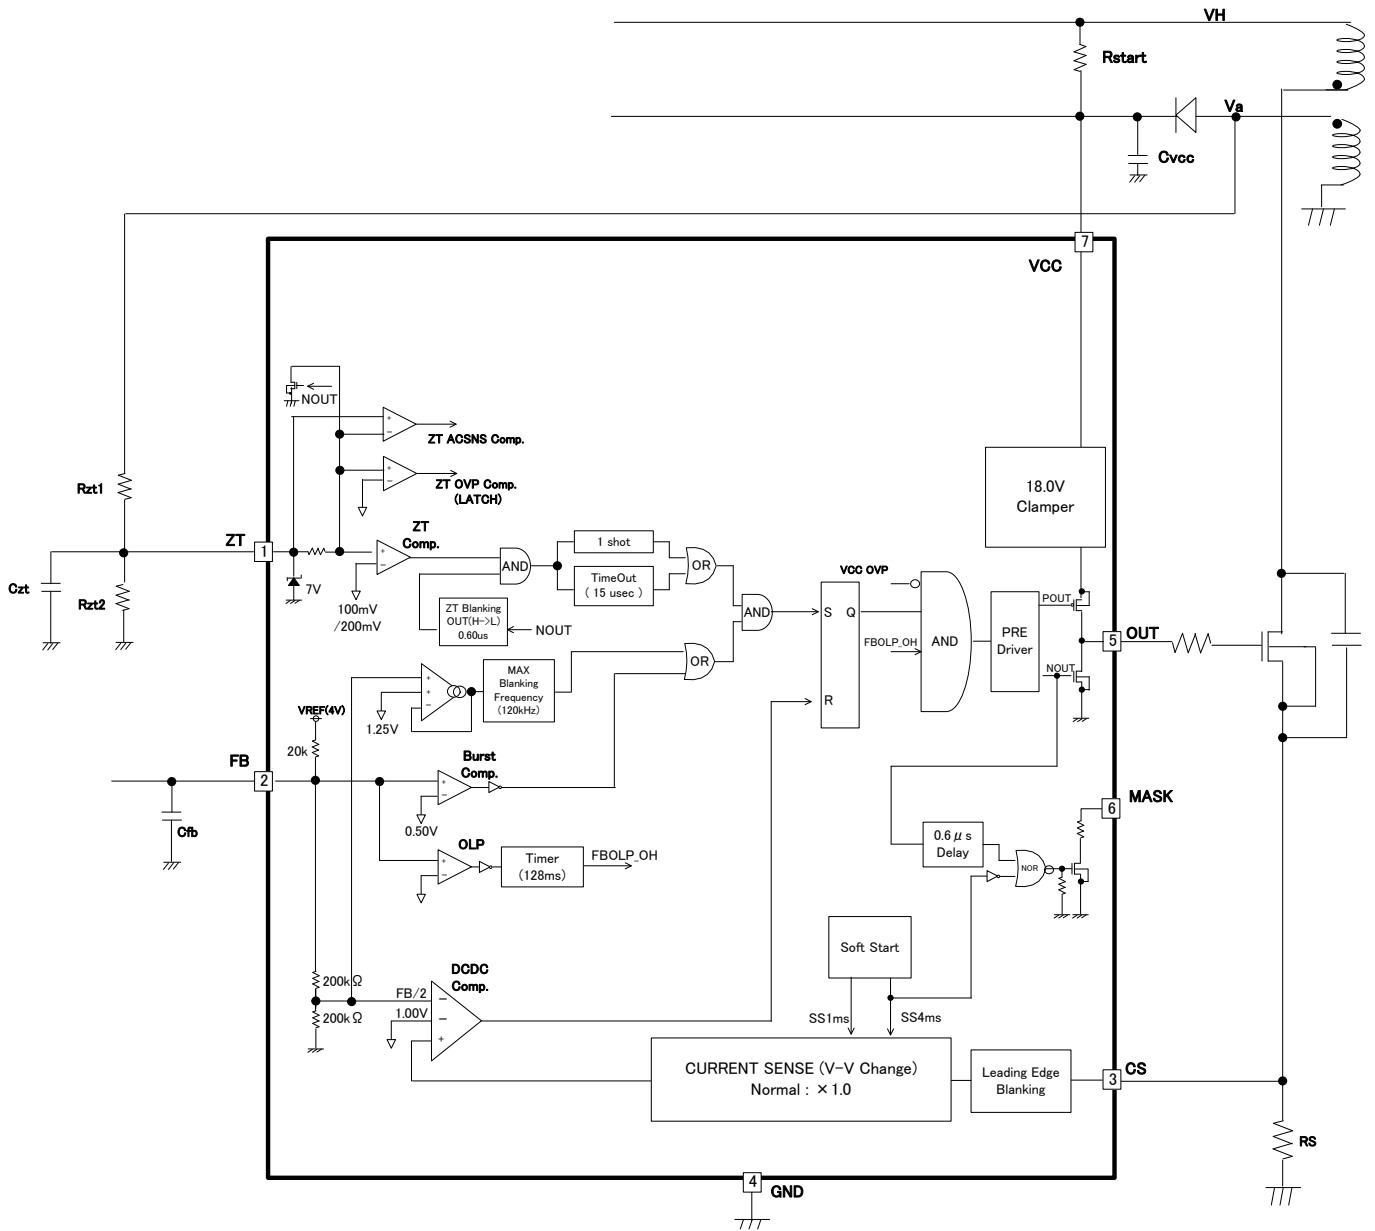 VH
Rstart
Va
Cvcc
7
VCC
NOUT
ZT ACSNS Comp.
ZT OVP Comp.
(LATCH)
18.0V
Clamper
Rzt1
ZT
1
ZT
Comp.
1 shot
AND
OR
TimeOut
( 15 usec )
VCC OVP
Czt
Rzt2
7V
100mV
/200mV
ZT Blanking
OUT(H->L)
0.60us
NOUT
AND
S
Q
POUT
FBOLP_OH
AND
PRE
Driver
5
OUT
NOUT
OR
MAX
Blanking
Frequency
(120kHz)
R
1.25V
VREF(4V)
20k
FB
2
Burst
Comp.
MASK
6
Cfb
0.50V
0.6μs
Delay
OLP
Timer
(128ms)
FBOLP_OH
NOR
Soft Start
DCDC
Comp.
200kΩ
FB/2
200kΩ
1.00V
SS1ms
SS4ms
CURRENT SENSE (V-V Change)
Normal : ×1.0
Leading Edge
Blanking
3
CS
RS
4
GND
+
−
+
−
+
−
+
+
−
+
−
+
−
−
−
+